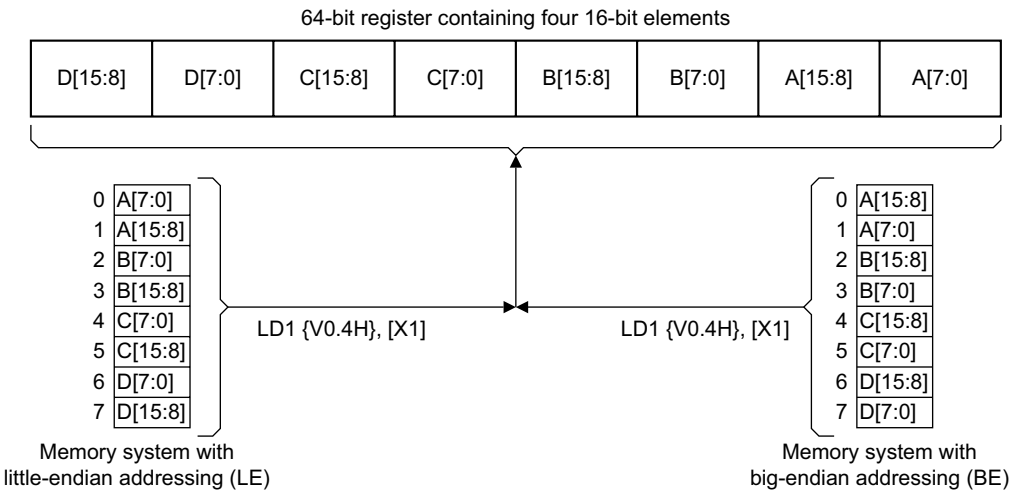 64-bit register containing four 16-bit elements
D[15:8] D[7:0] C[15:8] C[7:0] B[15:8] B[7:0] A[15:8] A[7:0]
0 A[7:0]
1 A[15:8]
2 B[7:0]
3 B[15:8]
4 C[7:0]
5 C[15:8]
6 D[7:0]
7 D[15:8]
LD1 {V0.4H}, [X1]
Memory system with
little-endian addressing (LE)
LD1 {V0.4H}, [X1]
0 A[15:8]
1 A[7:0]
2 B[15:8]
3 B[7:0]
4 C[15:8]
5 C[7:0]
6 D[15:8]
7 D[7:0]
Memory system with
big-endian addressing (BE)